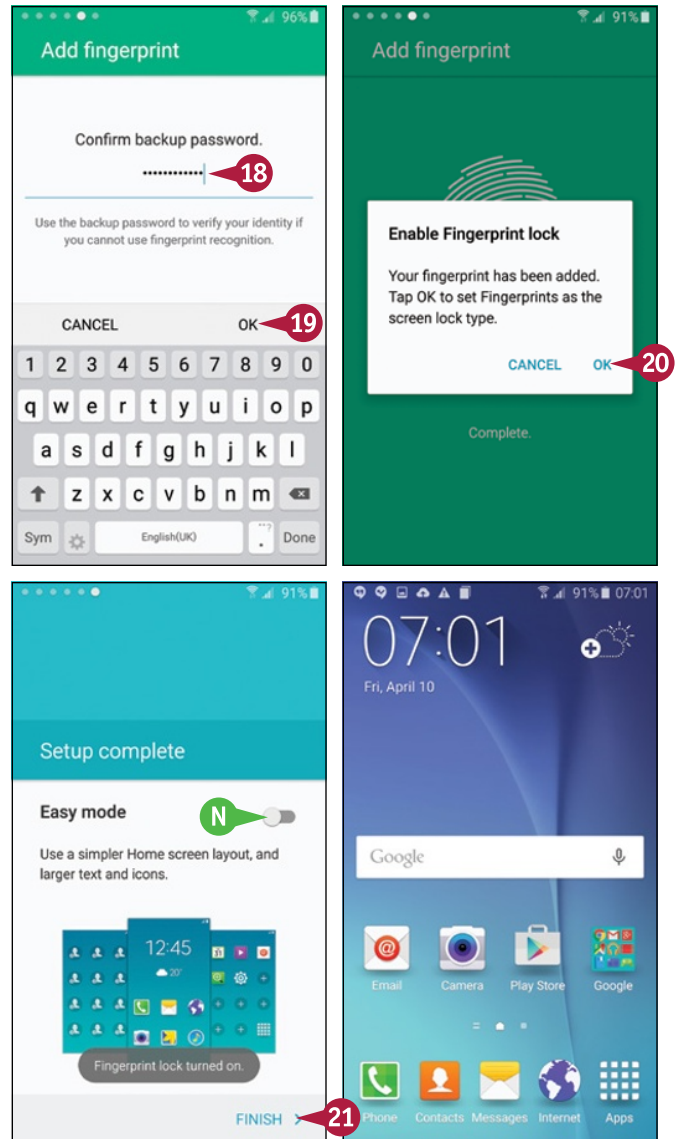 96%
Add fingerprint
Confirm backup password.
••••••••••••
18
Use the backup password to verify your identity if
you cannot use fingerprint recognition.
CANCEL OK
19
1 2 3 4 5 6 7 8 9 0
q w e r t y u i o p
a s d f g h j k l
z x c v b n m
Sym English(UK) . Done
91%
Add fingerprint
Enable Fingerprint lock
Your fingerprint has been added.
Tap OK to set Fingerprints as the
screen lock type.
CANCEL OK
20
Complete.
91%
Setup complete
Easy mode
N
Use a simpler Home screen layout, and
larger text and icons.
12:45
20°
31
Fingerprint lock turned on.
FINISH >
21
91% 07:01
07:01
Fri, April 10
Google
@
Email Camera Play Store Google
Phone Contacts Messages Internet Apps